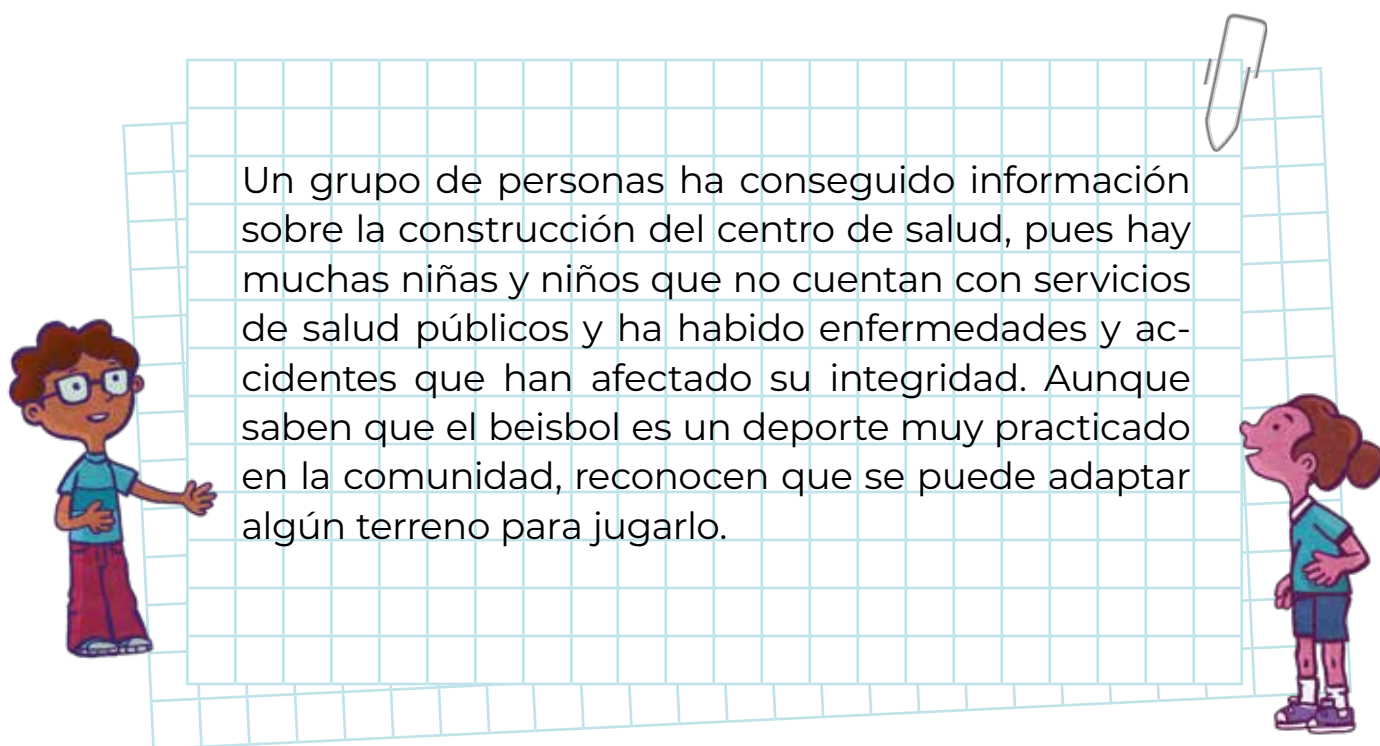 Un grupo de personas ha conseguido información
sobre la construcción del centro de salud, pues hay
muchas niñas y niños que no cuentan con servicios
de salud públicos y ha habido enfermedades y ac-
cidentes que han afectado su integridad. Aunque
saben que el beisbol es un deporte muy practicado
en la comunidad, reconocen que se puede adaptar
algún terreno para jugarlo.